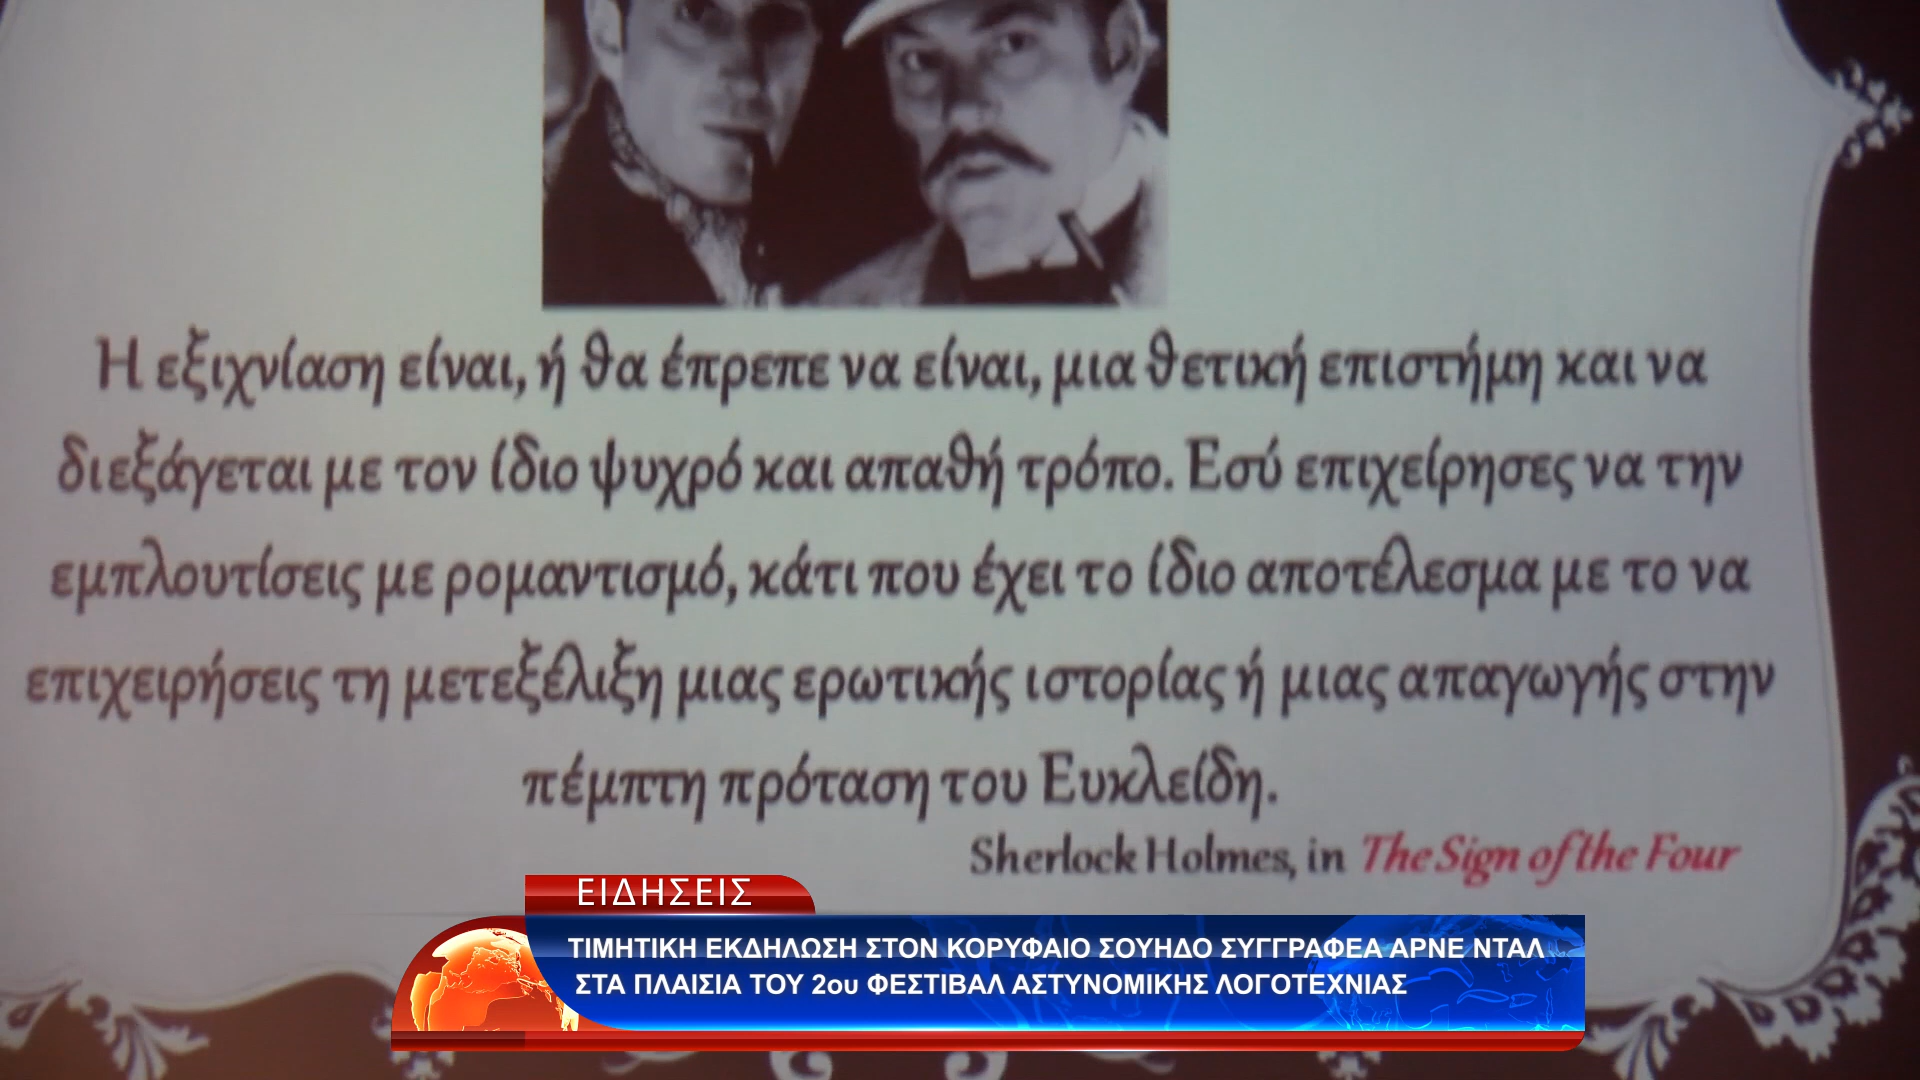 Η εξιχνίαση είναι, ή θα έπρεπε να είναι, μια θετική επιστήμη και να
διεξάγεται με τον ίδιο ψυχρό και απαθή τρόπο. Εσύ επιχείρησες να την
εμπλουτίσεις με ρομαντισμό, κάτι που έχει το ίδιο αποτέλεσμα με το να
επιχειρήσεις τη μετεξέλιξη μιας ερωτικής ιστορίας ή μιας απαγωγής στην
πέμπτη πρόταση του Ευκλείδη.
Sherlock Holmes, in The Sign of the Four
ΕΙΔΗΣΕΙΣ
ΤΙΜΗΤΙΚΗ ΕΚΔΗΛΩΣΗ ΣΤΟΝ ΚΟΡΥΦΑΙΟ ΣΟΥΗΔΟ ΣΥΓΓΡΑΦΕΑ ΑΡΝΕ ΝΤΑΛ
ΣΤΑ ΠΛΑΙΣΙΑ ΤΟΥ 2ου ΦΕΣΤΙΒΑΛ ΑΣΤΥΝΟΜΙΚΗΣ ΛΟΓΟΤΕΧΝΙΑΣ